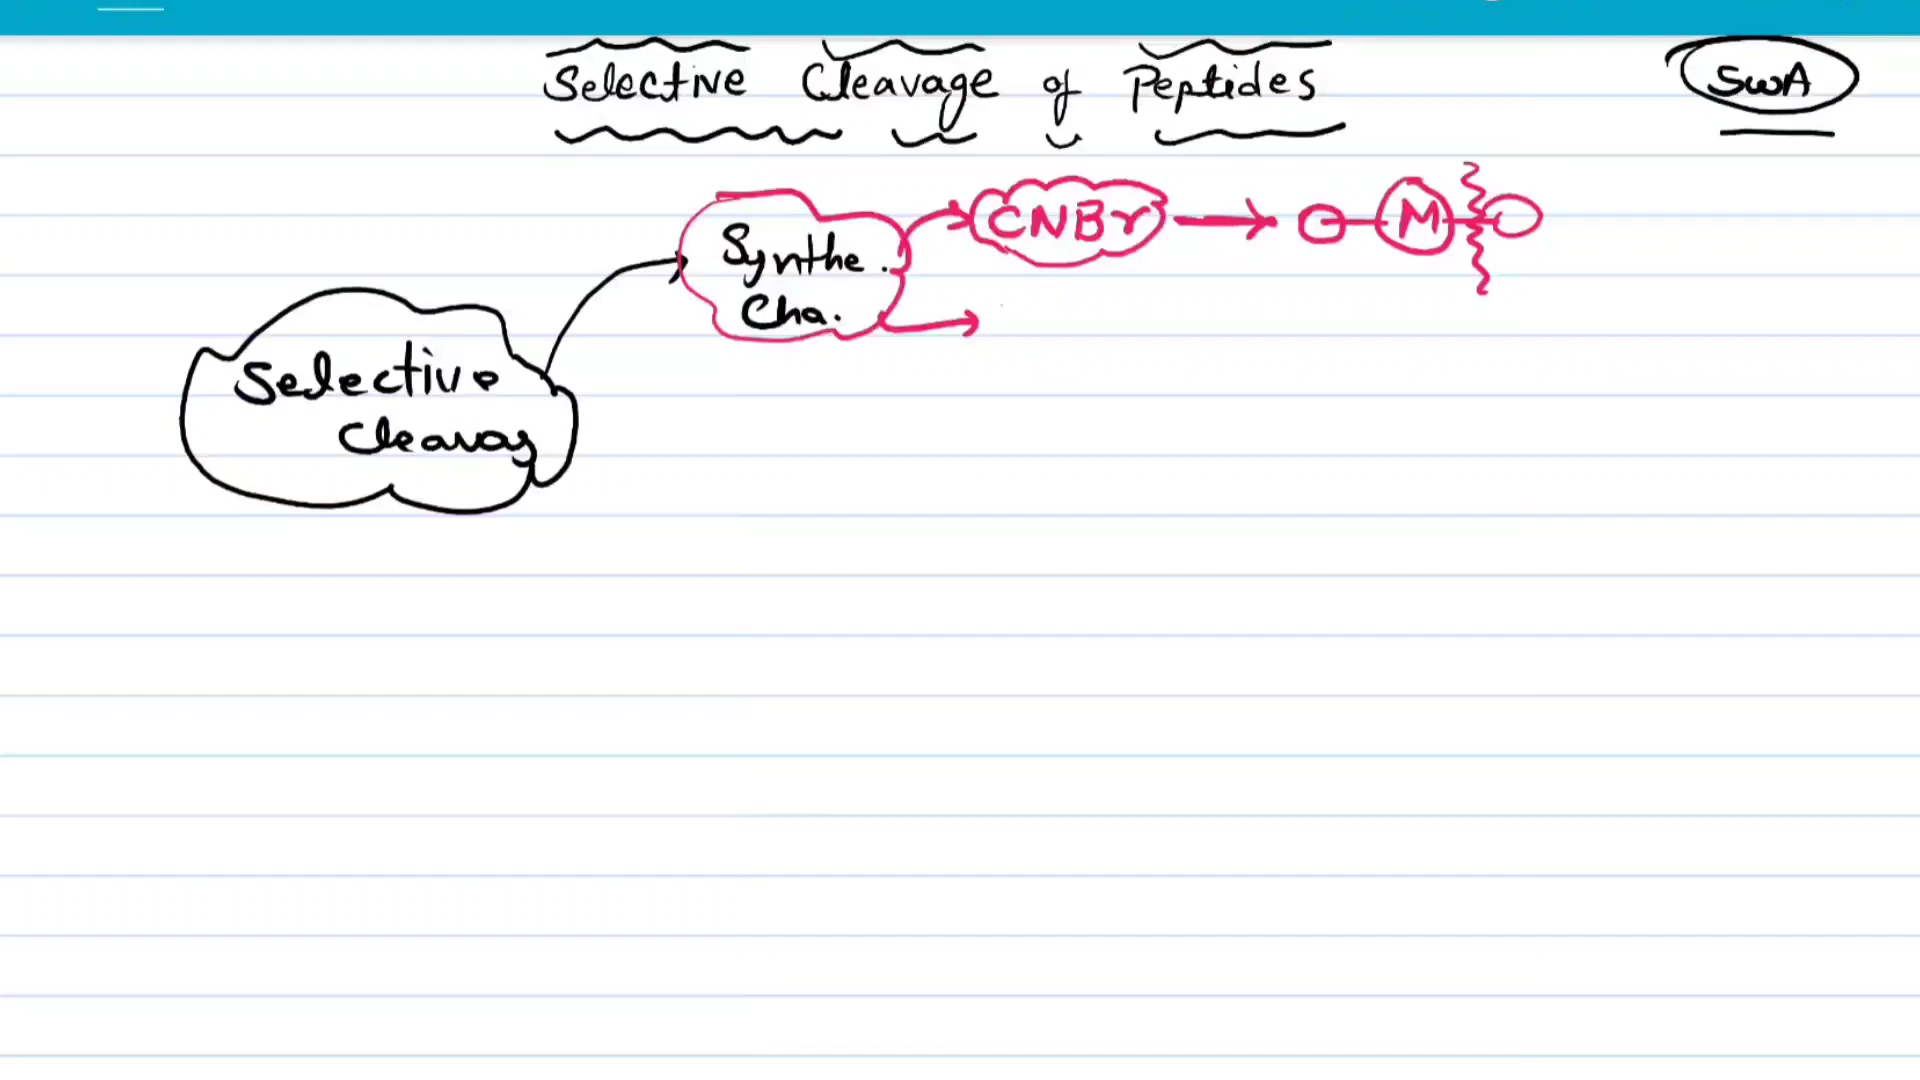 Selective Cleavage of Peptides
SWA
CNBr
M
Synthe.
Cha.
Selective
Cleavag